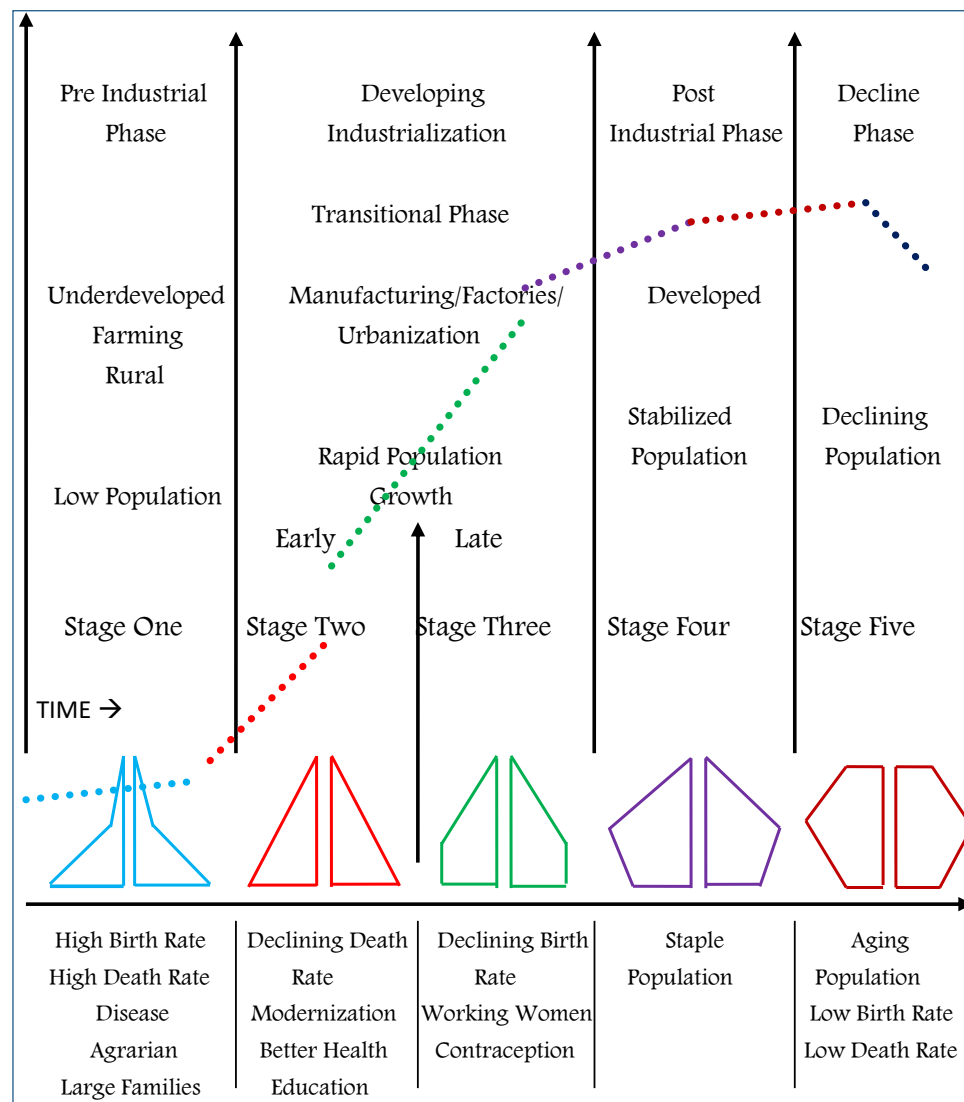 Pre Industrial
Phase
Developing
Industrialization
Post
Industrial Phase
Decline
Phase
Transitional Phase
Underdeveloped
Farming
Rural
Manufacturing/Factories/
Urbanization
Developed
Stabilized
Population
Declining
Population
Low Population
Rapid Population
Growth
Early
Late
Stage One
Stage Two
Stage Three
Stage Four
Stage Five
TIME →
High Birth Rate
High Death Rate
Disease
Agrarian
Large Families
Declining Death
Rate
Modernization
Better Health
Education
Declining Birth
Rate
Working Women
Contraception
Staple
Population
Aging
Population
Low Birth Rate
Low Death Rate